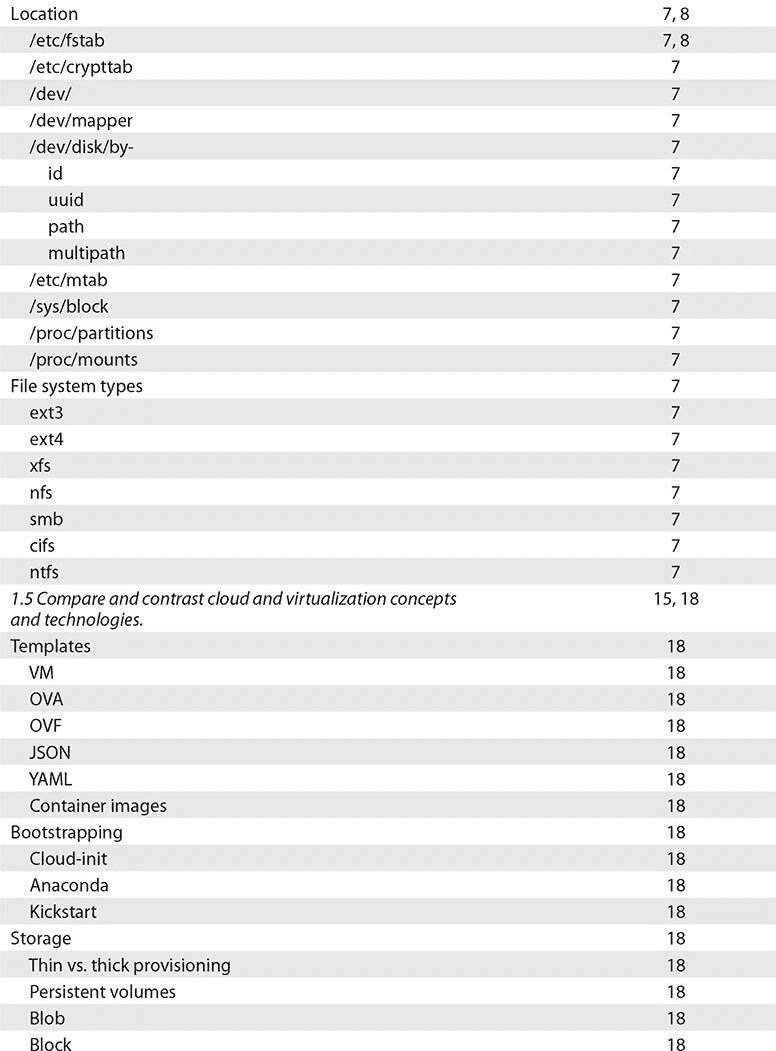 Location 7, 8
/etc/fstab 7, 8
/etc/crypttab 7
/dev/ 7
/dev/mapper 7
/dev/disk/by- 7
id 7
uuid 7
path 7
multipath 7
/etc/mtab 7
/sys/block 7
/proc/partitions 7
/proc/mounts 7
File system types 7
ext3 7
ext4 7
xfs 7
nfs 7
smb 7
cifs 7
ntfs 7
1.5 Compare and contrast cloud and virtualization concepts 15, 18
and technologies.
Templates 18
VM 18
OVA 18
OVF 18
JSON 18
YAML 18
Container images 18
Bootstrapping 18
Cloud-init 18
Anaconda 18
Kickstart 18
Storage 18
Thin vs. thick provisioning 18
Persistent volumes 18
Blob 18
Block 18